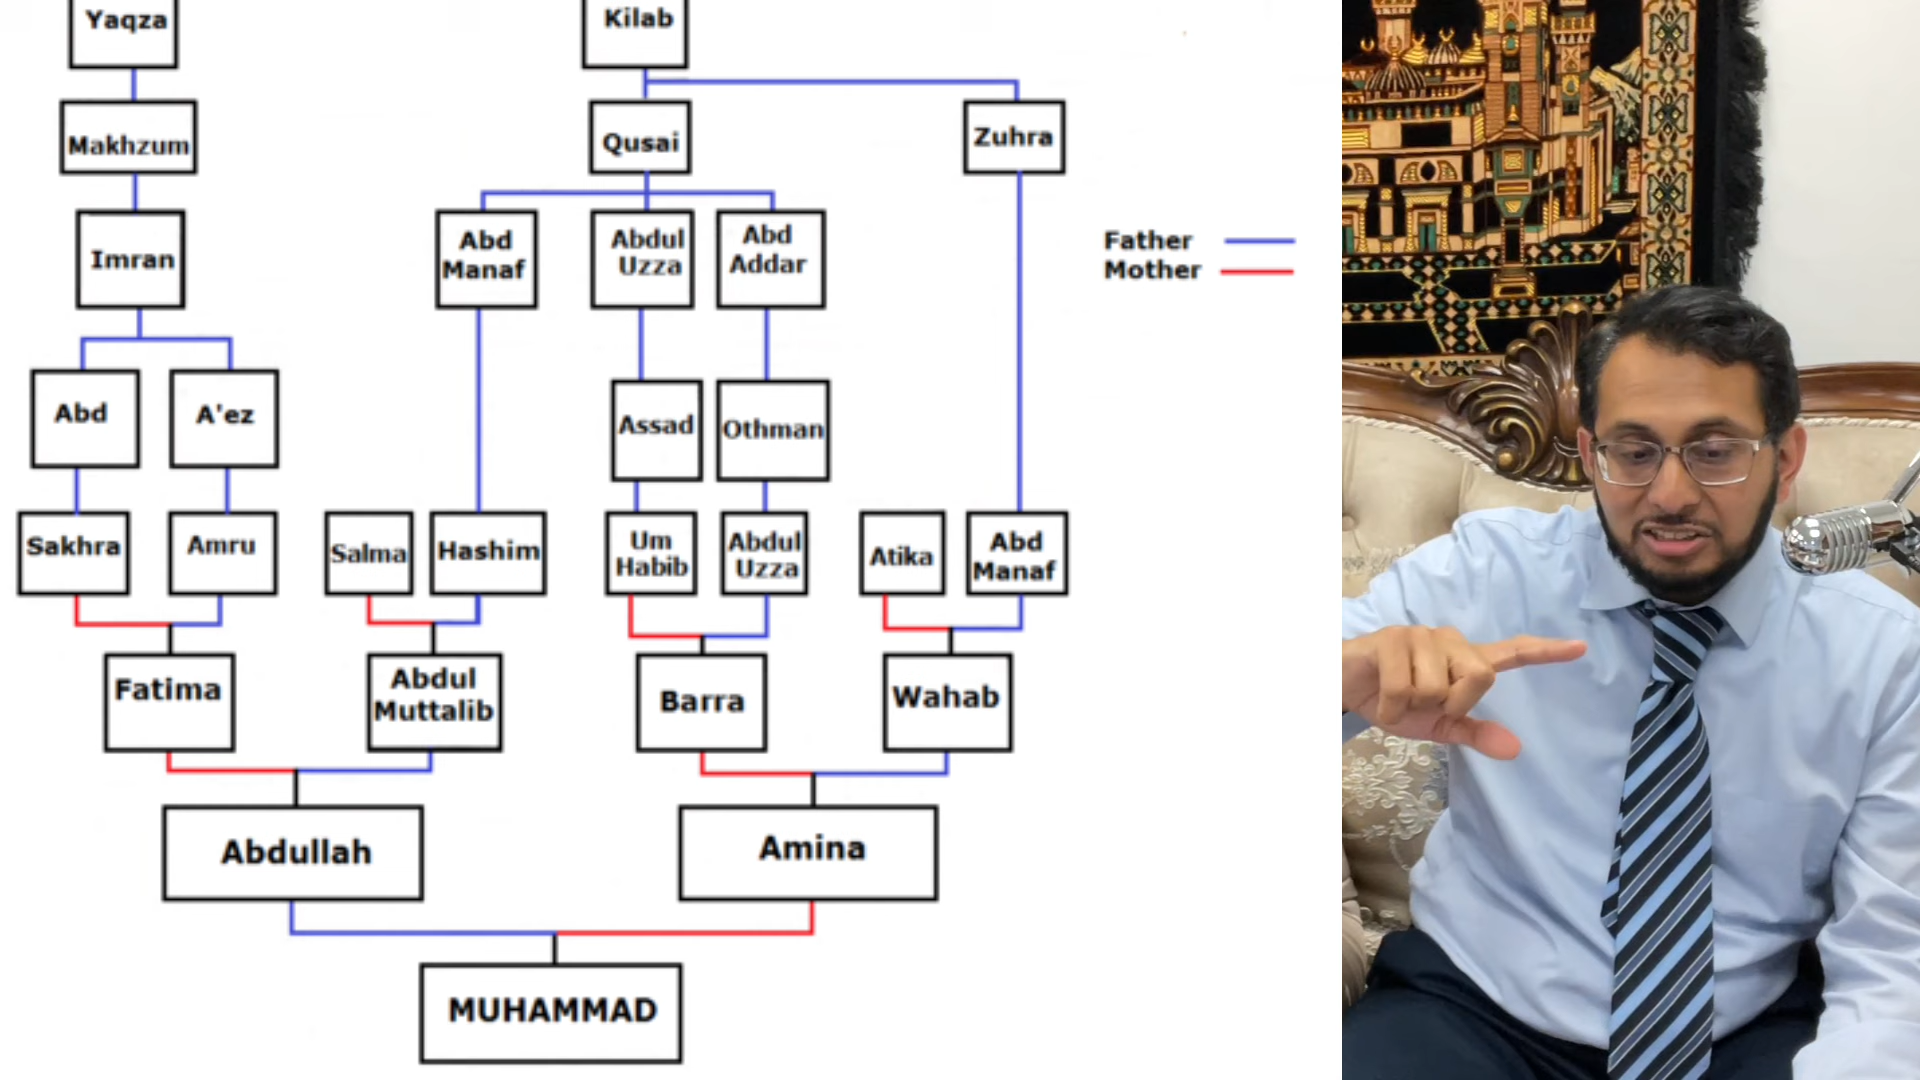 Yaqza
Kilab
Makhzum
Qusai
Zuhra
Imran
Abd
Manaf
Abdul
Uzza
Abd
Addar
Father
Mother
Abd
A'ez
Assad
Othman
Sakhra
Amru
Salma
Hashim
Um
Habib
Abdul
Uzza
Atika
Abd
Manaf
Fatima
Abdul
Muttalib
Barra
Wahab
Abdullah
Amina
MUHAMMAD